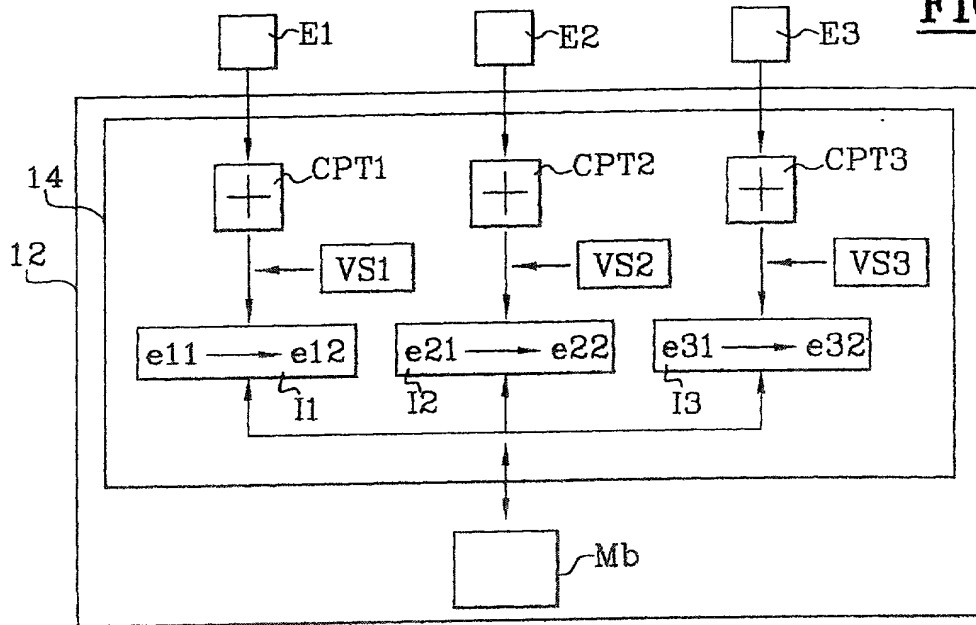 E1 E2 E3
CPT1 CPT2 CPT3
14
12
VS1 VS2 VS3
e11 e12 e21 e22 e31 e32
I1 I2 I3
Mb